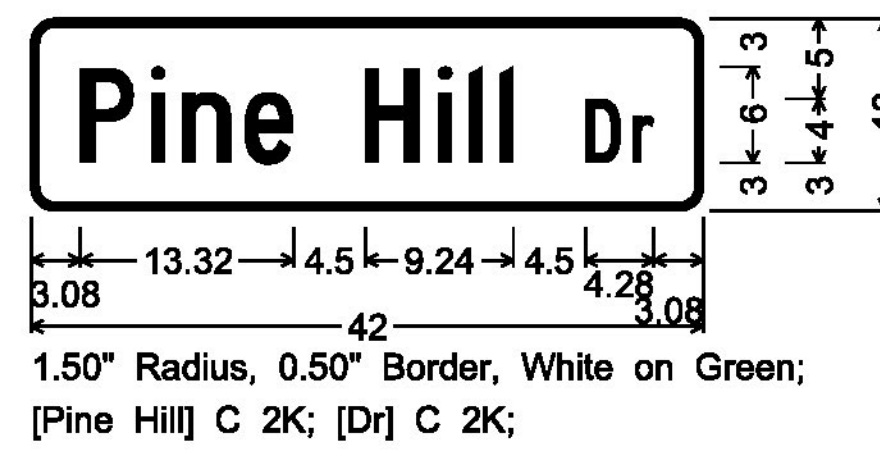 Pine Hill Dr
3
5
6
4
3
3
13.32 4.5 9.24 4.5
3.08 4.28 3.08
42
1.50" Radius, 0.50" Border, White on Green;
[Pine Hill] C 2K; [Dr] C 2K;